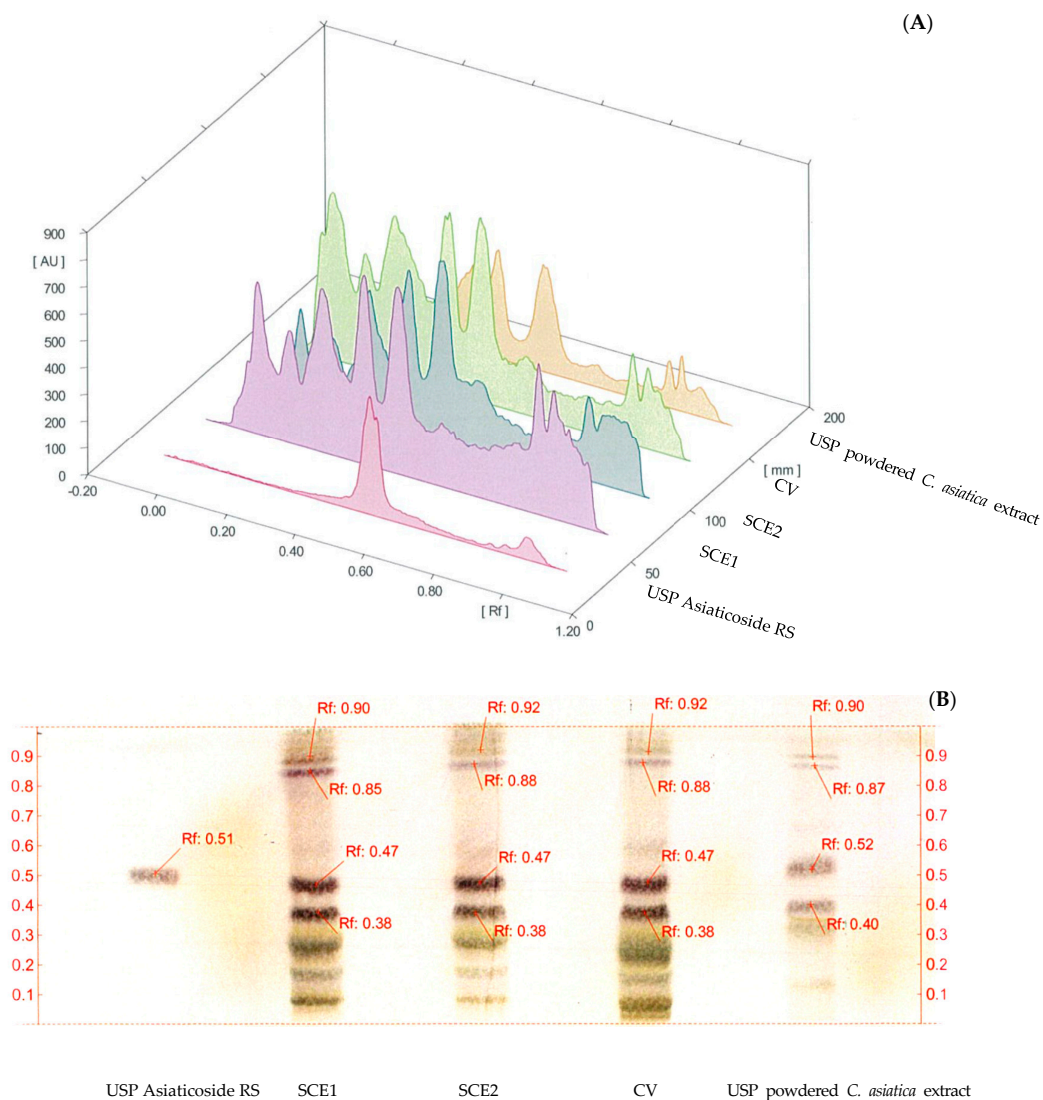 (A)
900
[ AU ]
700
600
500
400
300
200
100
0
-0.20
0.00
0.20
0.40
0.60
0.80
[ Rf ]
1.20
0
50
100
[ mm ]
200
USP powdered C. asiatica extract
CV
SCE2
SCE1
USP Asiaticoside RS
(B)
Rf: 0.90 Rf: 0.92 Rf: 0.92 Rf: 0.90
0.9 0.9
Rf: 0.85 Rf: 0.88 Rf: 0.88 Rf: 0.87
0.8 0.8
0.7 0.7
0.6 0.6
Rf: 0.51 Rf: 0.47 Rf: 0.47 Rf: 0.47 Rf: 0.52
0.5 0.5
0.4 0.4
Rf: 0.38 Rf: 0.38 Rf: 0.38 Rf: 0.40
0.3 0.3
0.2 0.2
0.1 0.1
USP Asiaticoside RS SCE1 SCE2 CV USP powdered C. asiatica extract